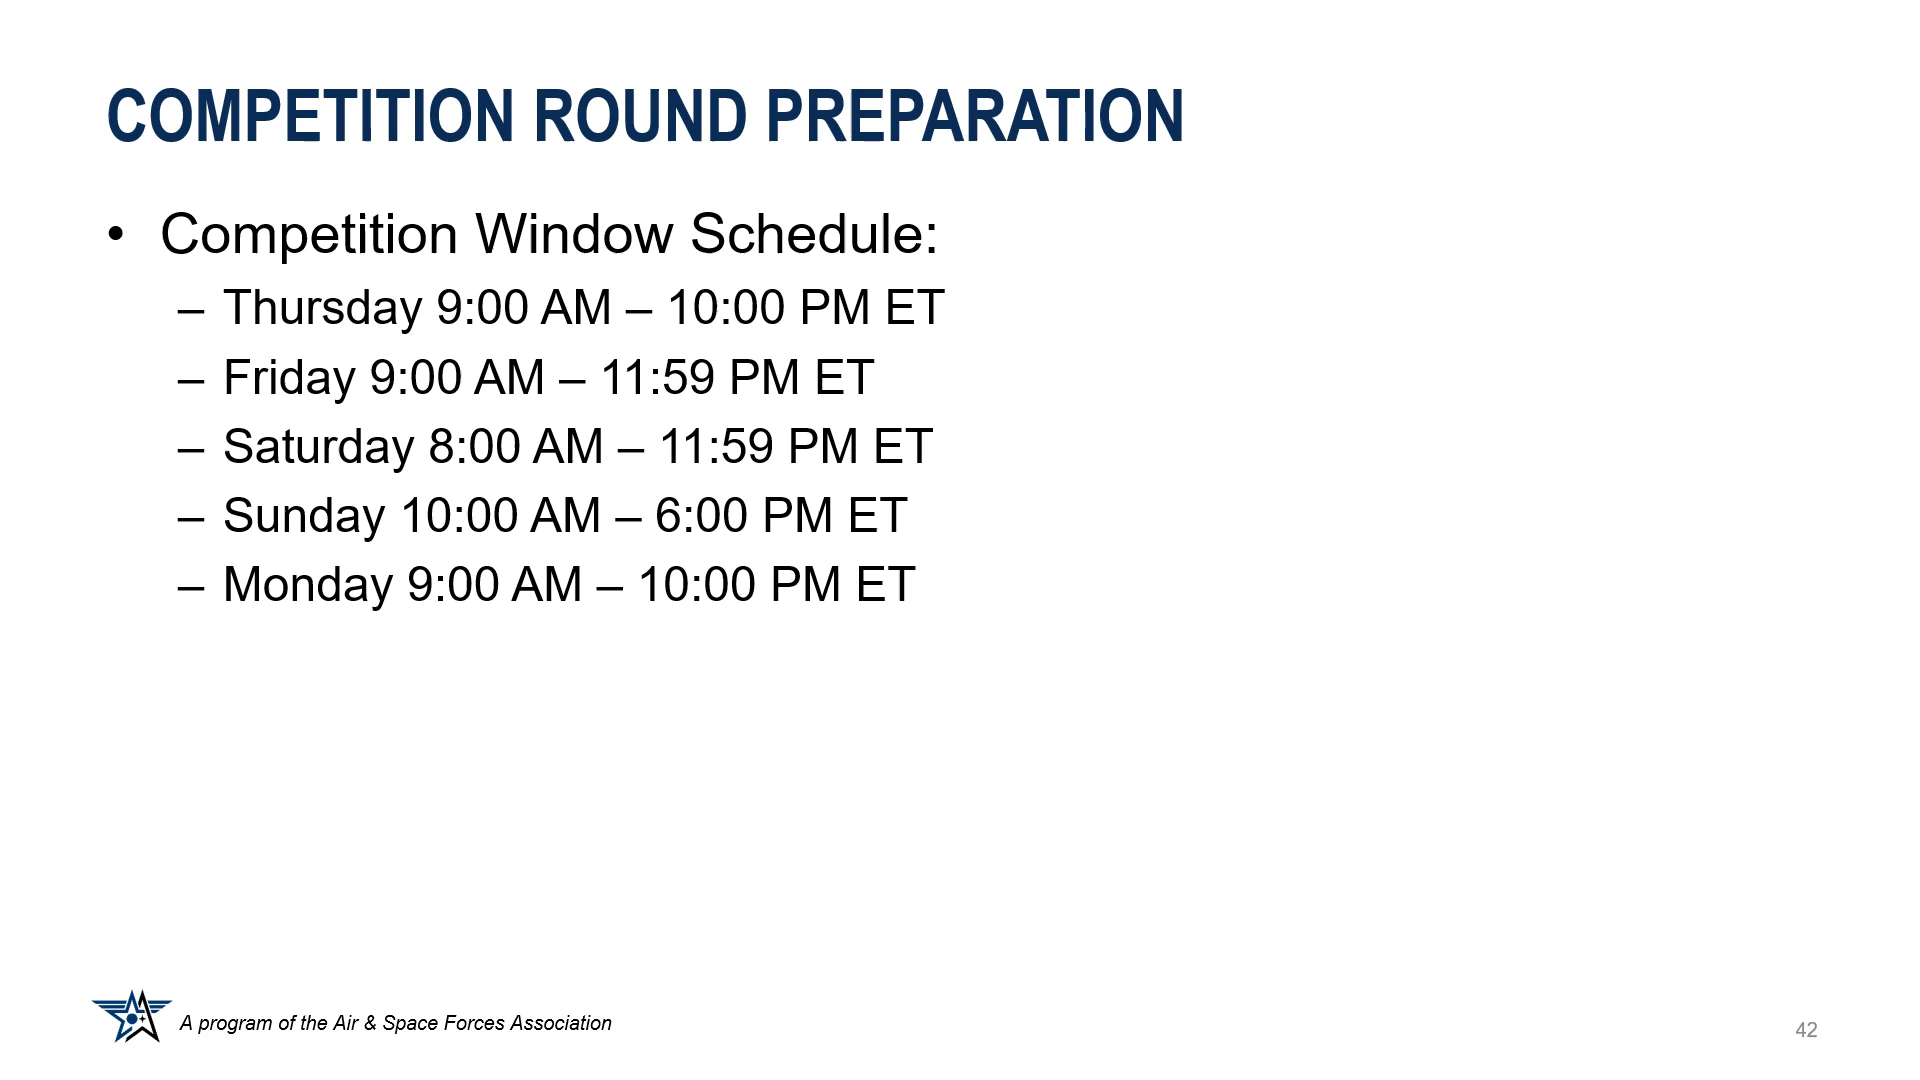 COMPETITION ROUND PREPARATION
• Competition Window Schedule:
– Thursday 9:00 AM – 10:00 PM ET
– Friday 9:00 AM – 11:59 PM ET
– Saturday 8:00 AM – 11:59 PM ET
– Sunday 10:00 AM – 6:00 PM ET
– Monday 9:00 AM – 10:00 PM ET
A program of the Air & Space Forces Association
42